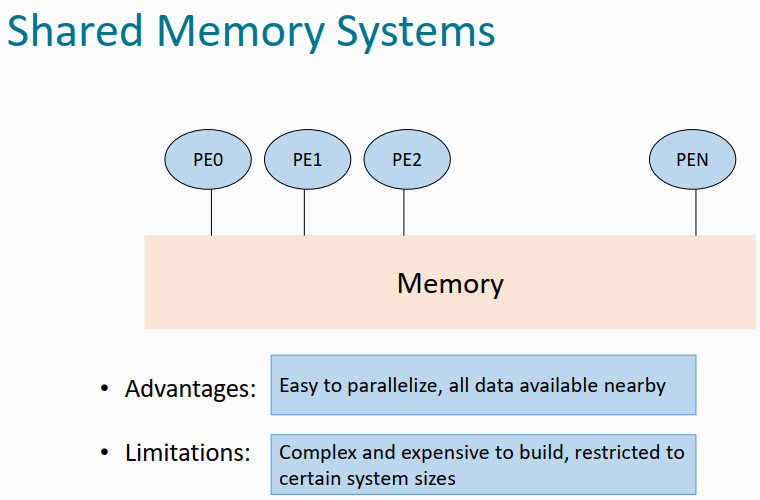 Shared Memory Systems
PE0 PE1 PE2 PEN
Memory
• Advantages: Easy to parallelize, all data available nearby
• Limitations: Complex and expensive to build, restricted to
certain system sizes